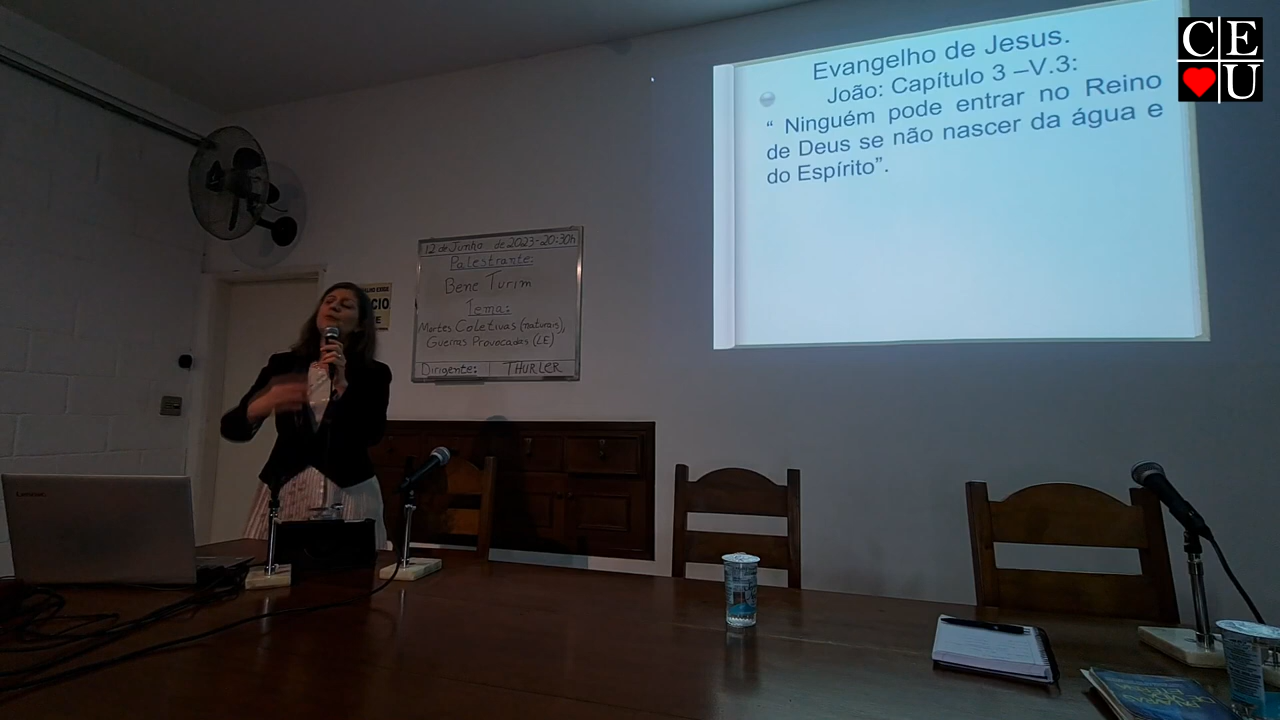 Evangelho de Jesus.
João: Capítulo 3 –V.3:
“ Ninguém pode entrar no Reino
de Deus se não nascer da água e
do Espírito”.
CE
U
12 de Junho de 2023-20:30h
Palestrante:
Bene Turim
Tema:
Mortes Coletivas (naturais),
Guerras Provocadas (LE)
Dirigente: THURLER
CIO
E
Lenovo